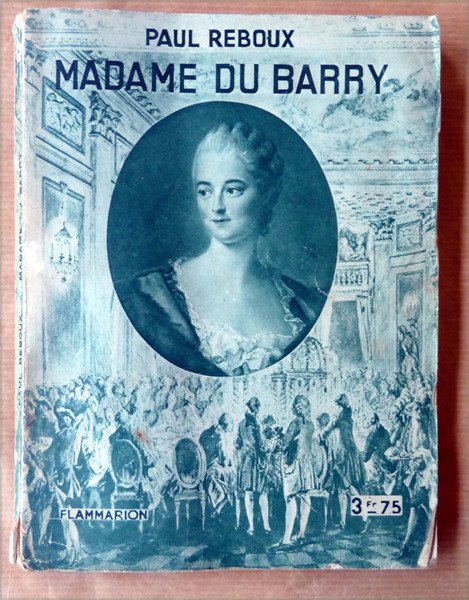 PAUL REBOUX
MADAME DU BARRY
PAUL REBOUX MADAME DU BARRY
FLAMMARION
3 Fr 75